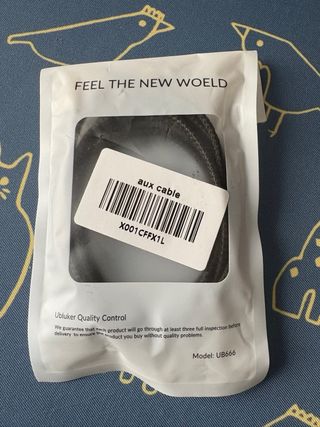 FEEL THE NEW WOELD
aux cable
X001CFFX1L
Ubluker Quality Control
We guarantee that each product will go through at least three full inspection before
delivery to ensure the product you buy without quality problems.
Model: UB666